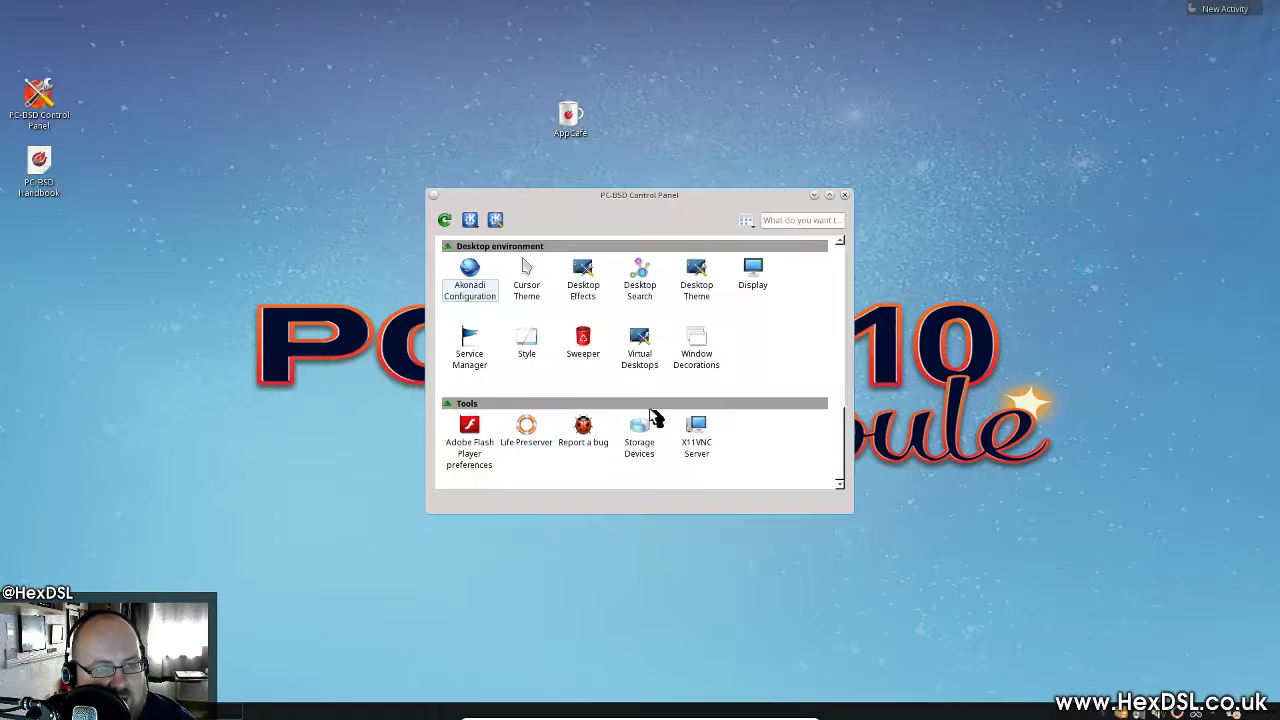 New Activity
PC-BSD Control
Panel
AppCafe
PC-BSD
Handbook
PC-BSD Control Panel
What do you want t...
Desktop environment
Akonadi
Configuration
Cursor
Theme
Desktop
Effects
Desktop
Search
Desktop
Theme
Display
Service
Manager
Style
Sweeper
Virtual
Desktops
Window
Decorations
Tools
Adobe Flash
Player
preferences
Life Preserver
Report a bug
Storage
Devices
X11VNC
Server
10
@HexDSL
www.HexDSL.co.uk